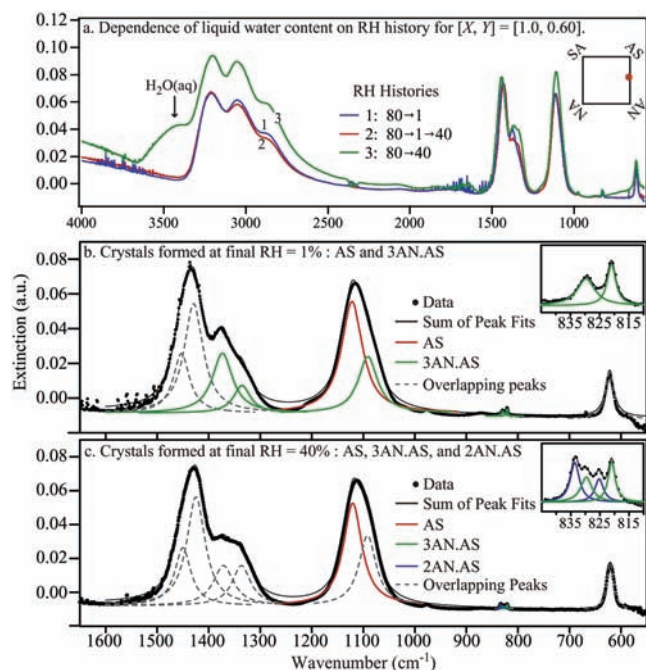 a. Dependence of liquid water content on RH history for [X, Y] = [1.0, 0.60].
0.12
0.10
0.08
0.06
0.04
0.02
0.00
H₂O(aq)
1
2
3
RH Histories
1: 80→1
2: 80→1→40
3: 80→40
SA
AS
NA
AN
4000 3000 2000 1500 1000
Extinction (a.u.)
b. Crystals formed at final RH = 1% : AS and 3AN.AS
0.08
0.06
0.04
0.02
0.00
Data
Sum of Peak Fits
AS
3AN.AS
Overlapping peaks
835 825 815
c. Crystals formed at final RH = 40% : AS, 3AN.AS, and 2AN.AS
0.08
0.06
0.04
0.02
0.00
Data
Sum of Peak Fits
AS
3AN.AS
2AN.AS
Overlapping Peaks
835 825 815
1600 1500 1400 1300 1200 1100 1000 900 800 700 600
Wavenumber (cm⁻¹)